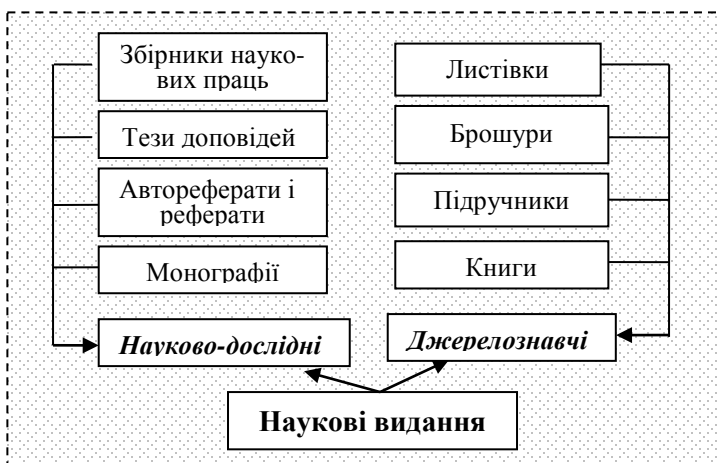 Збірники науко-
вих праць
Тези доповідей
Автореферати і
реферати
Монографії
Науково-дослідні
Листівки
Брошури
Підручники
Книги
Джерелознавчі
Наукові видання